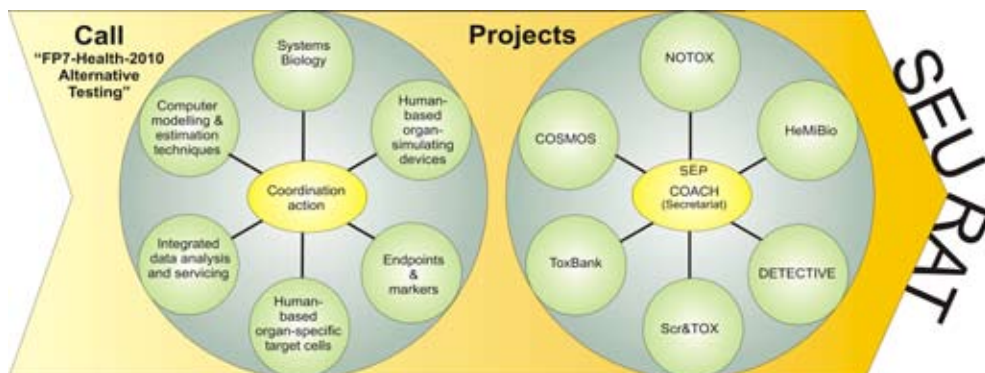 Call
"FP7-Health-2010
Alternative
Testing"
Systems
Biology
Human-
based
organ-
simulating
devices
Endpoints
&
markers
Human-
based
organ-specific
target cells
Integrated
data analysis
and servicing
Computer
modelling &
estimation
techniques
Coordination
action
Projects
NOTOX
HeMiBio
DETECTIVE
Scr&TOX
ToxBank
COSMOS
SEP
COACH
(Secretariat)
SEU RAT